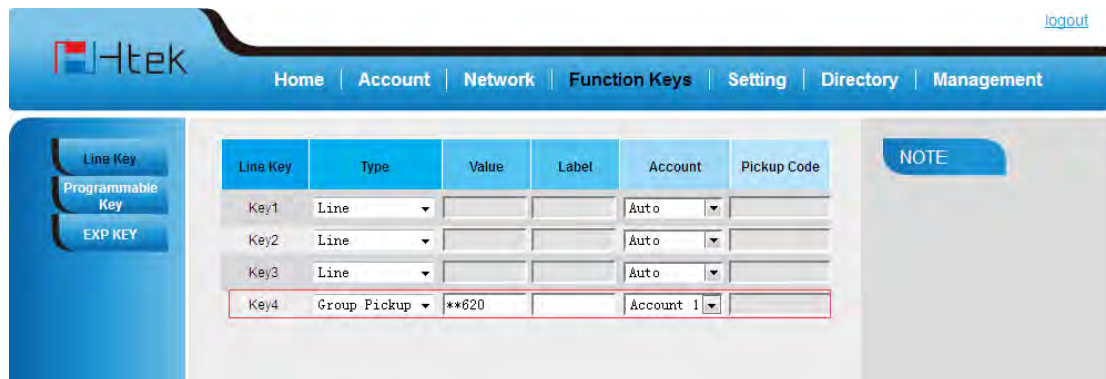 logout
Htek
Home | Account | Network | Function Keys | Setting | Directory | Management
Line Key
Programmable
Key
EXP KEY
Line Key Type Value Label Account Pickup Code
Key1 Line Auto
Key2 Line Auto
Key3 Line Auto
Key4 Group Pickup **620 Account 1
NOTE